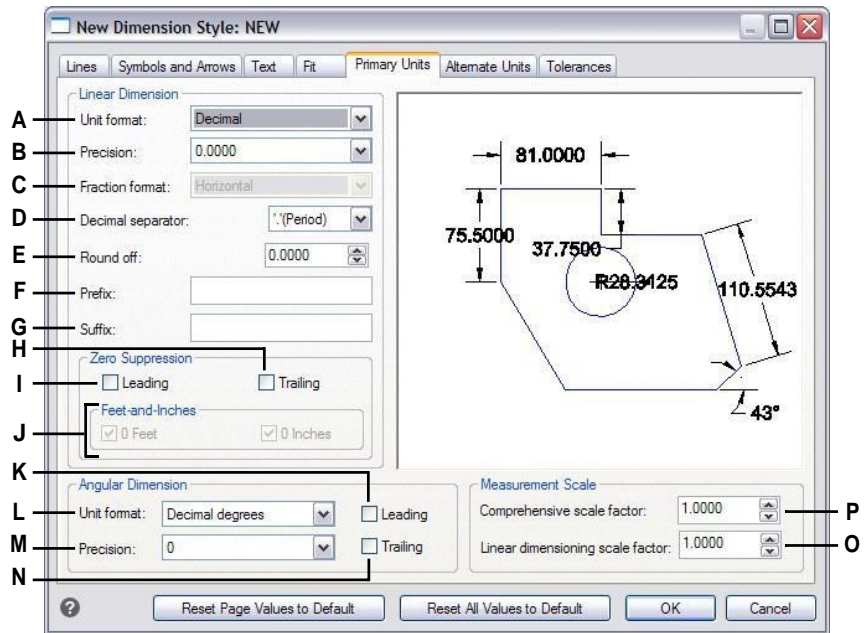 New Dimension Style: NEW
Lines Symbols and Arrows Text Fit Primary Units Alternate Units Tolerances
Linear Dimension
A Unit format: Decimal
B Precision: 0.0000
C Fraction format: Horizontal
D Decimal separator: '.'(Period)
E Round off: 0.0000
F Prefix:
G Suffix:
H
Zero Suppression
I Leading Trailing
Feet-and-Inches
J 0 Feet 0 Inches
81.0000
75.5000
37.7500
R28.3125
110.5543
43°
K
Angular Dimension
L Unit format: Decimal degrees Leading
M Precision: 0 Trailing
N
Measurement Scale
Comprehensive scale factor: 1.0000 P
Linear dimensioning scale factor: 1.0000 O
? Reset Page Values to Default Reset All Values to Default OK Cancel